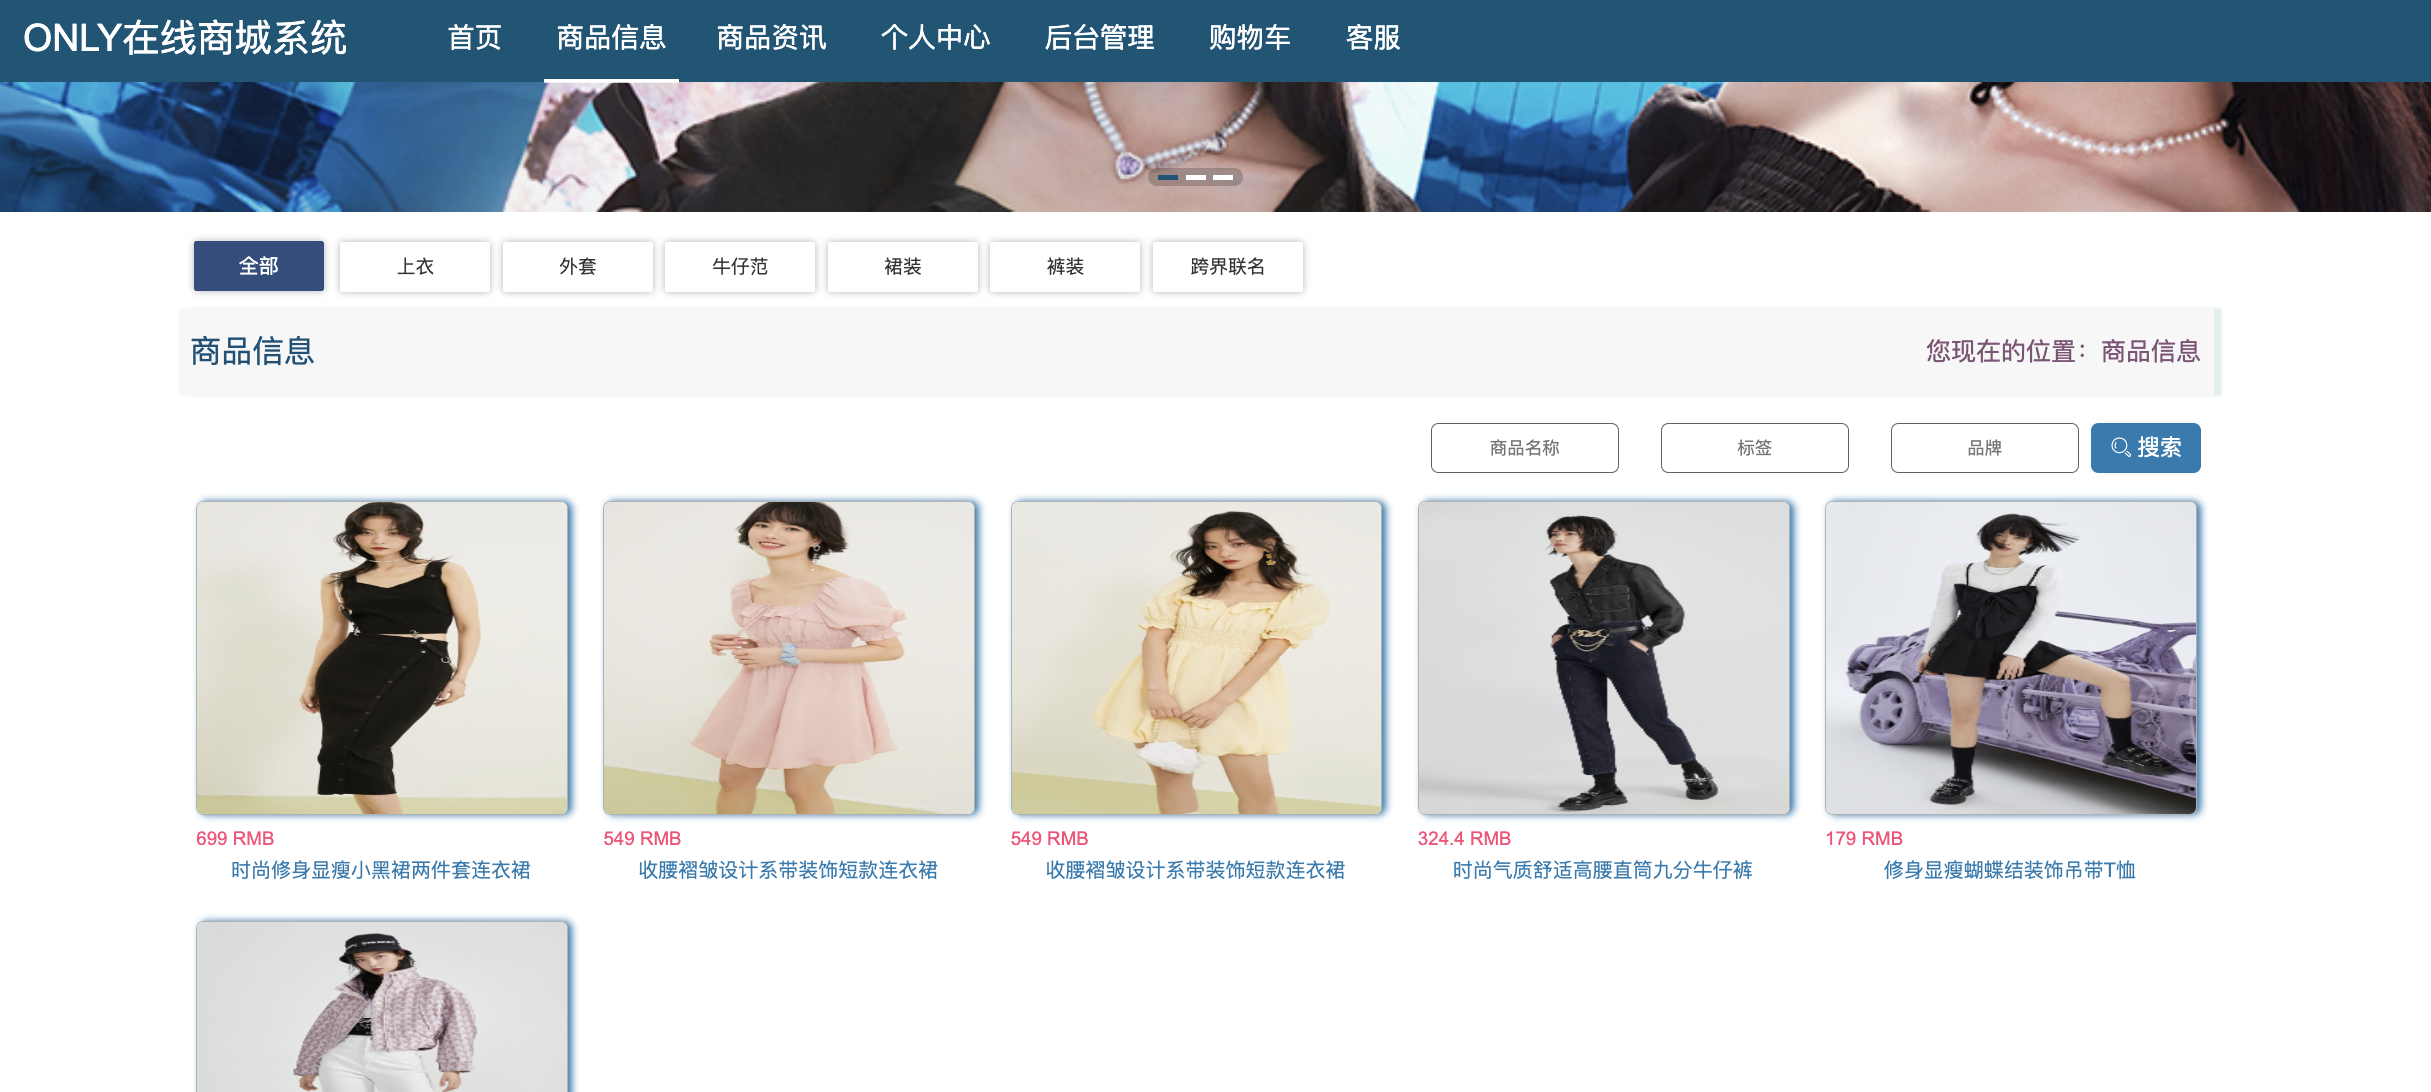 ONLY在线商城系统 首页 商品信息 商品资讯 个人中心 后台管理 购物车 客服
全部 上衣 外套 牛仔范 裙装 裤装 跨界联名
商品信息 您现在的位置：商品信息
商品名称 标签 品牌 搜索
699 RMB 549 RMB 549 RMB 324.4 RMB 179 RMB
时尚修身显瘦小黑裙两件套连衣裙 收腰褶皱设计系带装饰短款连衣裙 收腰褶皱设计系带装饰短款连衣裙 时尚气质舒适高腰直筒九分牛仔裤 修身显瘦蝴蝶结装饰吊带T恤